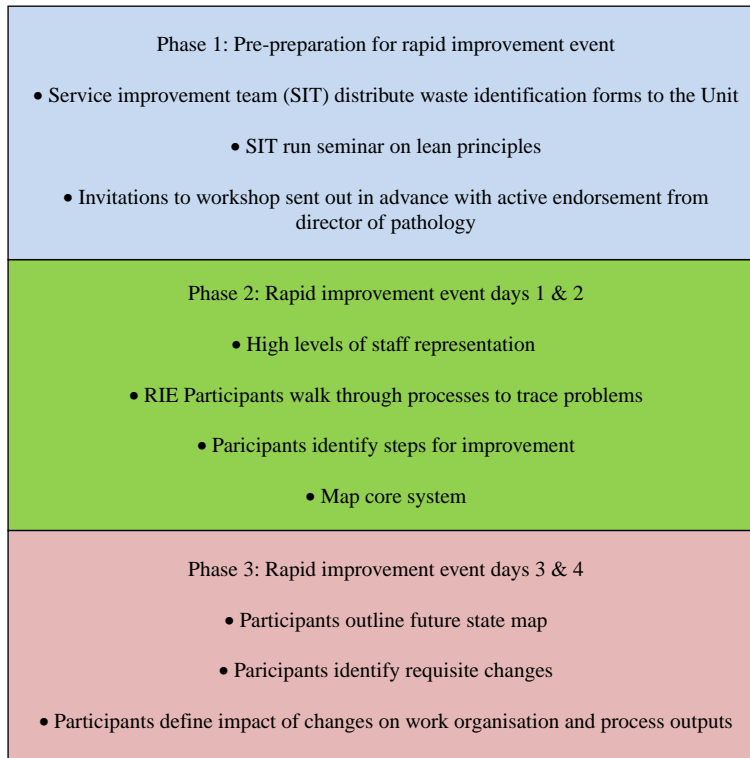 Phase 1: Pre-preparation for rapid improvement event
• Service improvement team (SIT) distribute waste identification forms to the Unit
• SIT run seminar on lean principles
• Invitations to workshop sent out in advance with active endorsement from
director of pathology
Phase 2: Rapid improvement event days 1 & 2
• High levels of staff representation
• RIE Participants walk through processes to trace problems
• Paricipants identify steps for improvement
• Map core system
Phase 3: Rapid improvement event days 3 & 4
• Participants outline future state map
• Paricipants identify requisite changes
• Participants define impact of changes on work organisation and process outputs